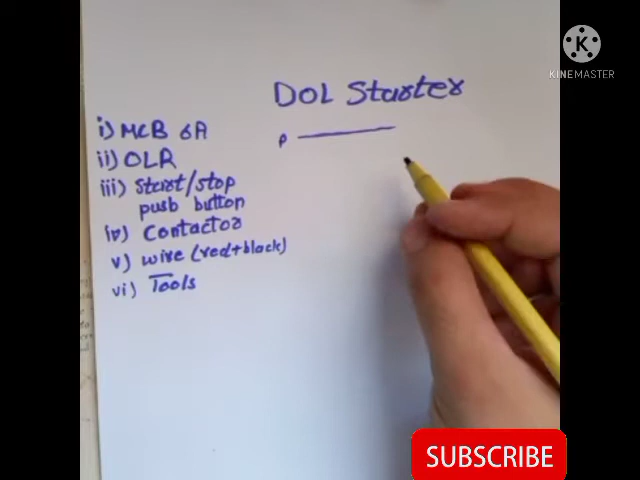 K
KINEMASTER
DOL Starter
i) MCB 6A
P
ii) OLR
iii) Start/stop
push button
iv) Contactor
v) wire (red+black)
vi) Tools
SUBSCRIBE